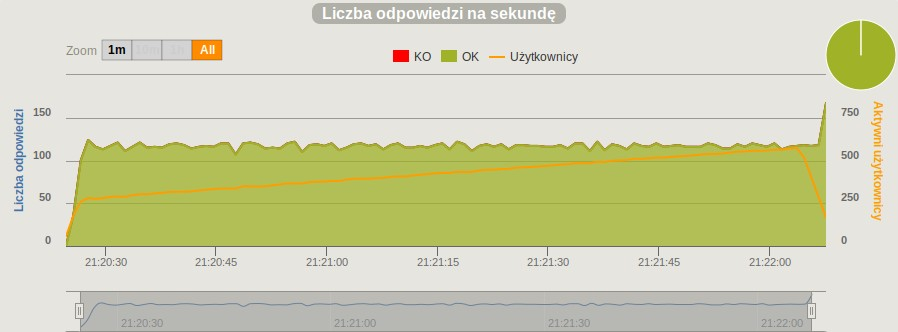 Liczba odpowiedzi na sekundę
Zoom 1m 10m 1h All
KO OK Użytkownicy
Liczba odpowiedzi
150
100
50
0
750
500
250
0
Aktywni użytkownicy
21:20:30 21:20:45 21:21:00 21:21:15 21:21:30 21:21:45 21:22:00
21:20:30 21:21:00 21:21:30 21:22:00